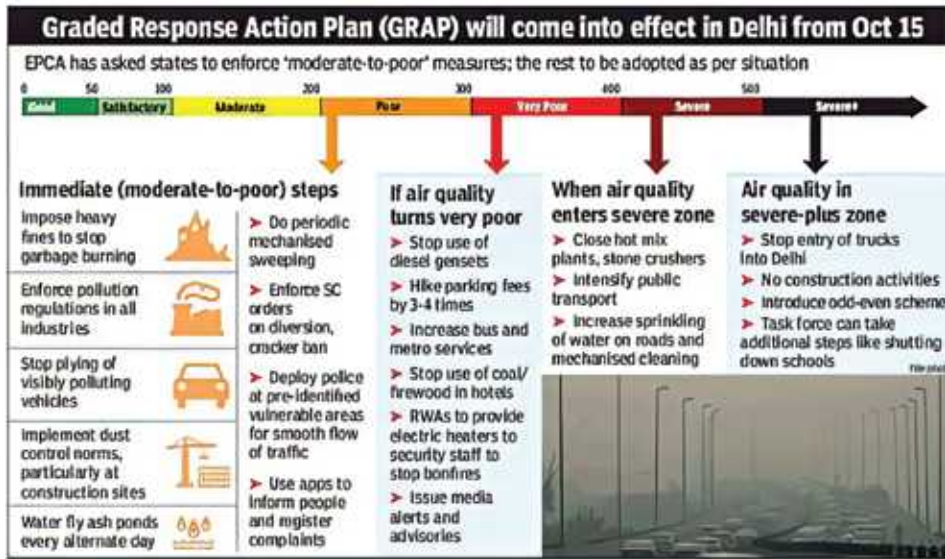 Graded Response Action Plan (GRAP) will come into effect in Delhi from Oct 15
EPCA has asked states to enforce 'moderate-to-poor' measures; the rest to be adopted as per situation
0 50 100 200 300 400 500
Good Satisfactory Moderate Poor Very Poor Severe Severe+
Immediate (moderate-to-poor) steps
Impose heavy
fines to stop
garbage burning
Enforce pollution
regulations in all
industries
Stop plying of
visibly polluting
vehicles
Implement dust
control norms,
particularly at
construction sites
Water fly ash ponds
every alternate day
➤ Do periodic
mechanised
sweeping
➤ Enforce SC
orders
on diversion,
cracker ban
➤ Deploy police
at pre-identified
vulnerable areas
for smooth flow
of traffic
➤ Use apps to
inform people
and register
complaints
If air quality
turns very poor
➤ Stop use of
diesel gensets
➤ Hike parking fees
by 3-4 times
➤ Increase bus and
metro services
➤ Stop use of coal/
firewood in hotels
➤ RWAs to provide
electric heaters to
security staff to
stop bonfires
➤ Issue media
alerts and
advisories
When air quality
enters severe zone
➤ Close hot mix
plants, stone crushers
➤ Intensify public
transport
➤ Increase sprinkling
of water on roads and
mechanised cleaning
Air quality in
severe-plus zone
➤ Stop entry of trucks
into Delhi
➤ No construction activities
➤ Introduce odd-even scheme
➤ Task force can take
additional steps like shutting
down schools
File photo